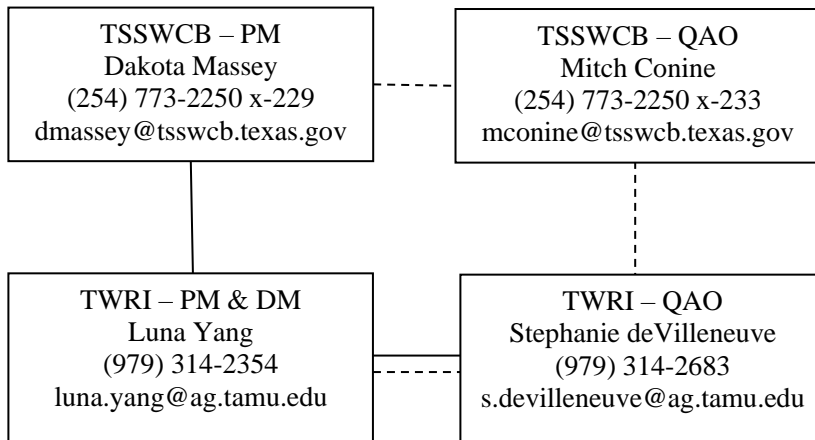 TSSWCB – PM
Dakota Massey
(254) 773-2250 x-229
dmassey@tsswcb.texas.gov
TSSWCB – QAO
Mitch Conine
(254) 773-2250 x-233
mconine@tsswcb.texas.gov
TWRI – PM & DM
Luna Yang
(979) 314-2354
luna.yang@ag.tamu.edu
TWRI – QAO
Stephanie deVilleneuve
(979) 314-2683
s.devilleneuve@ag.tamu.edu